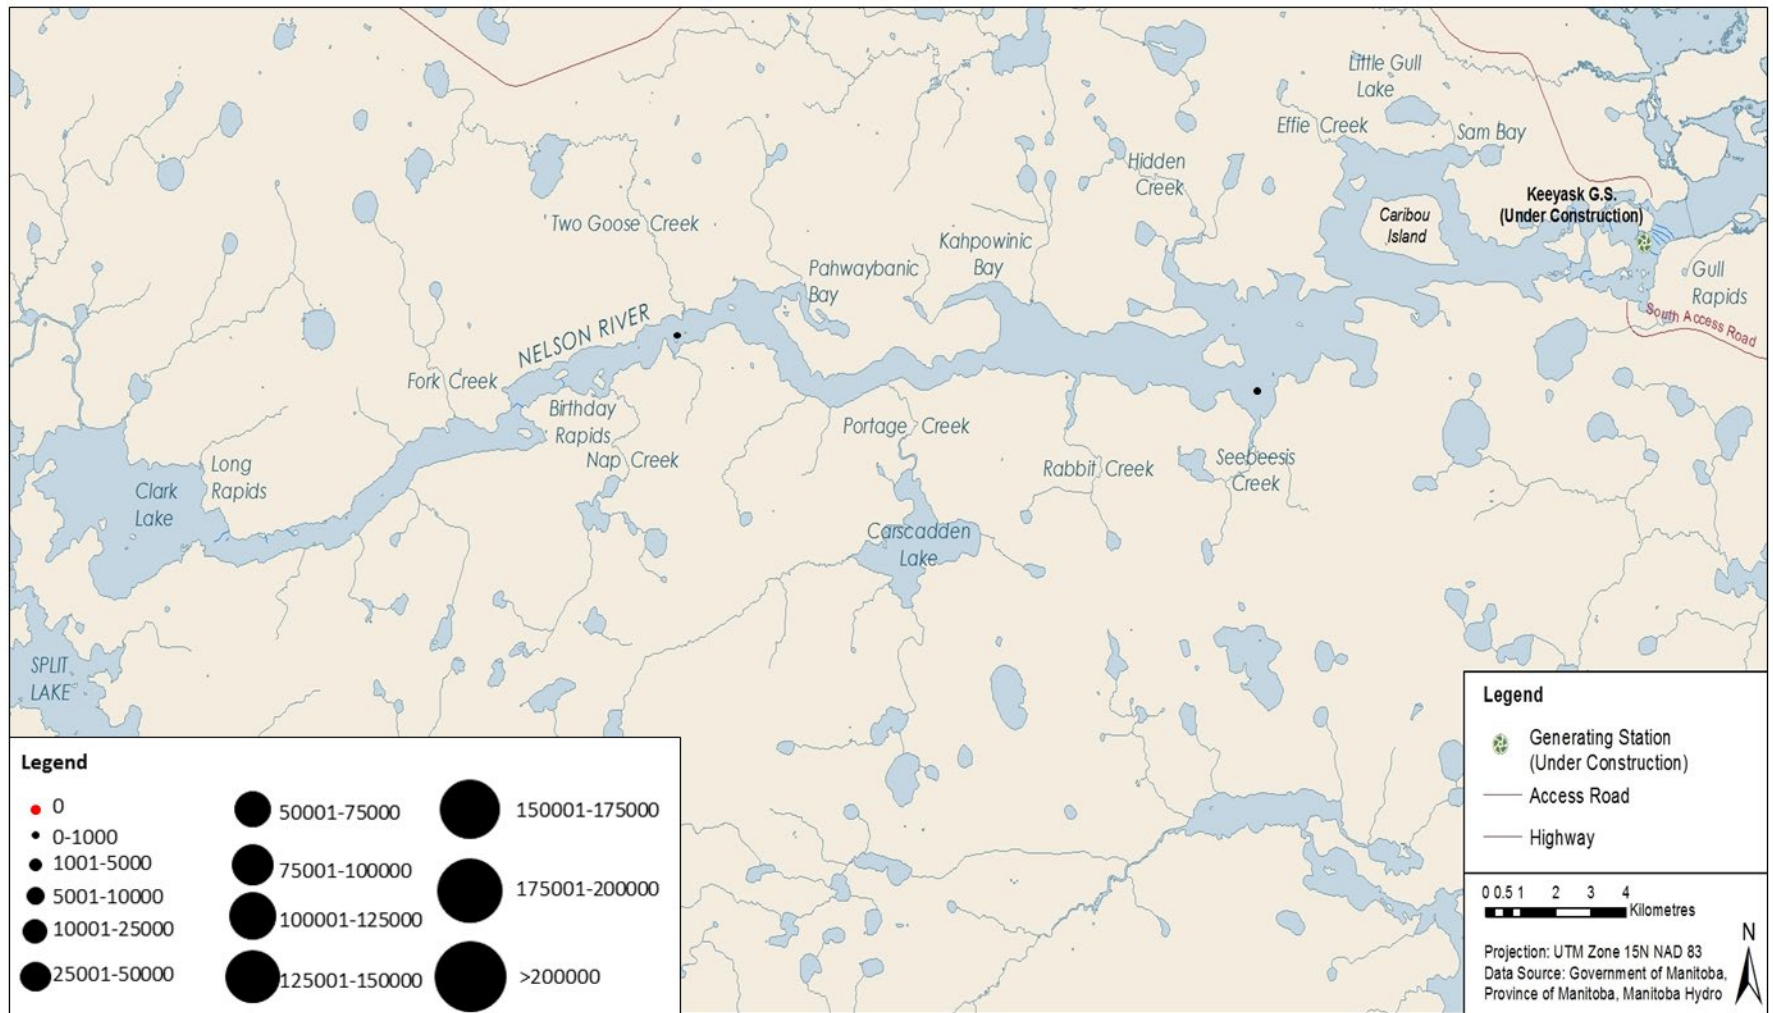 Little Gull
Lake
Effie Creek
Sam Bay
Hidden
Creek
Keeyask G.S.
(Under Construction)
Two Goose Creek
Caribou
Island
Kahpowinic
Bay
Pahwaybanic
Bay
Gull
Rapids
South Access Road
NELSON RIVER
Fork Creek
Birthday
Rapids
Portage Creek
Nap Creek
Rabbit Creek
Seebeesis
Creek
Long
Rapids
Clark
Lake
Carscadden
Lake
SPLIT
LAKE
Legend
0
0-1000
1001-5000
5001-10000
10001-25000
25001-50000
50001-75000
75001-100000
100001-125000
125001-150000
150001-175000
175001-200000
>200000
Legend
Generating Station
(Under Construction)
Access Road
Highway
0 0.5 1 2 3 4
Kilometres
N
Projection: UTM Zone 15N NAD 83
Data Source: Government of Manitoba,
Province of Manitoba, Manitoba Hydro